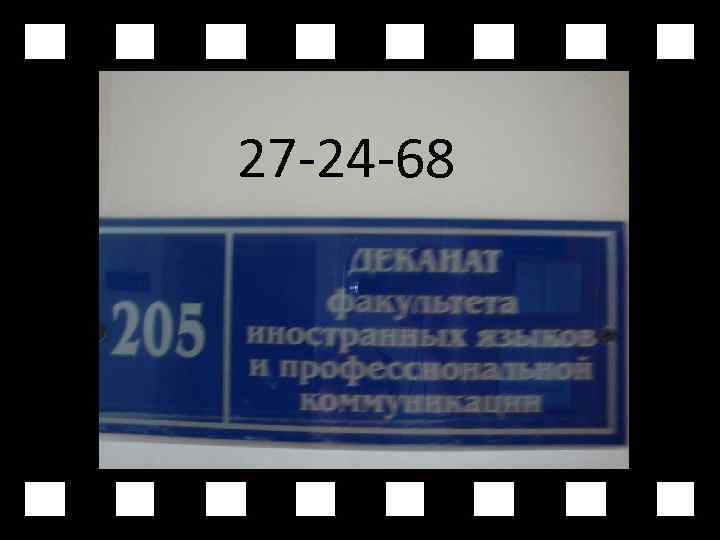 27-24-68
205
ДЕКАНАТ
факультета
иностранных языков
и профессиональной
коммуникации